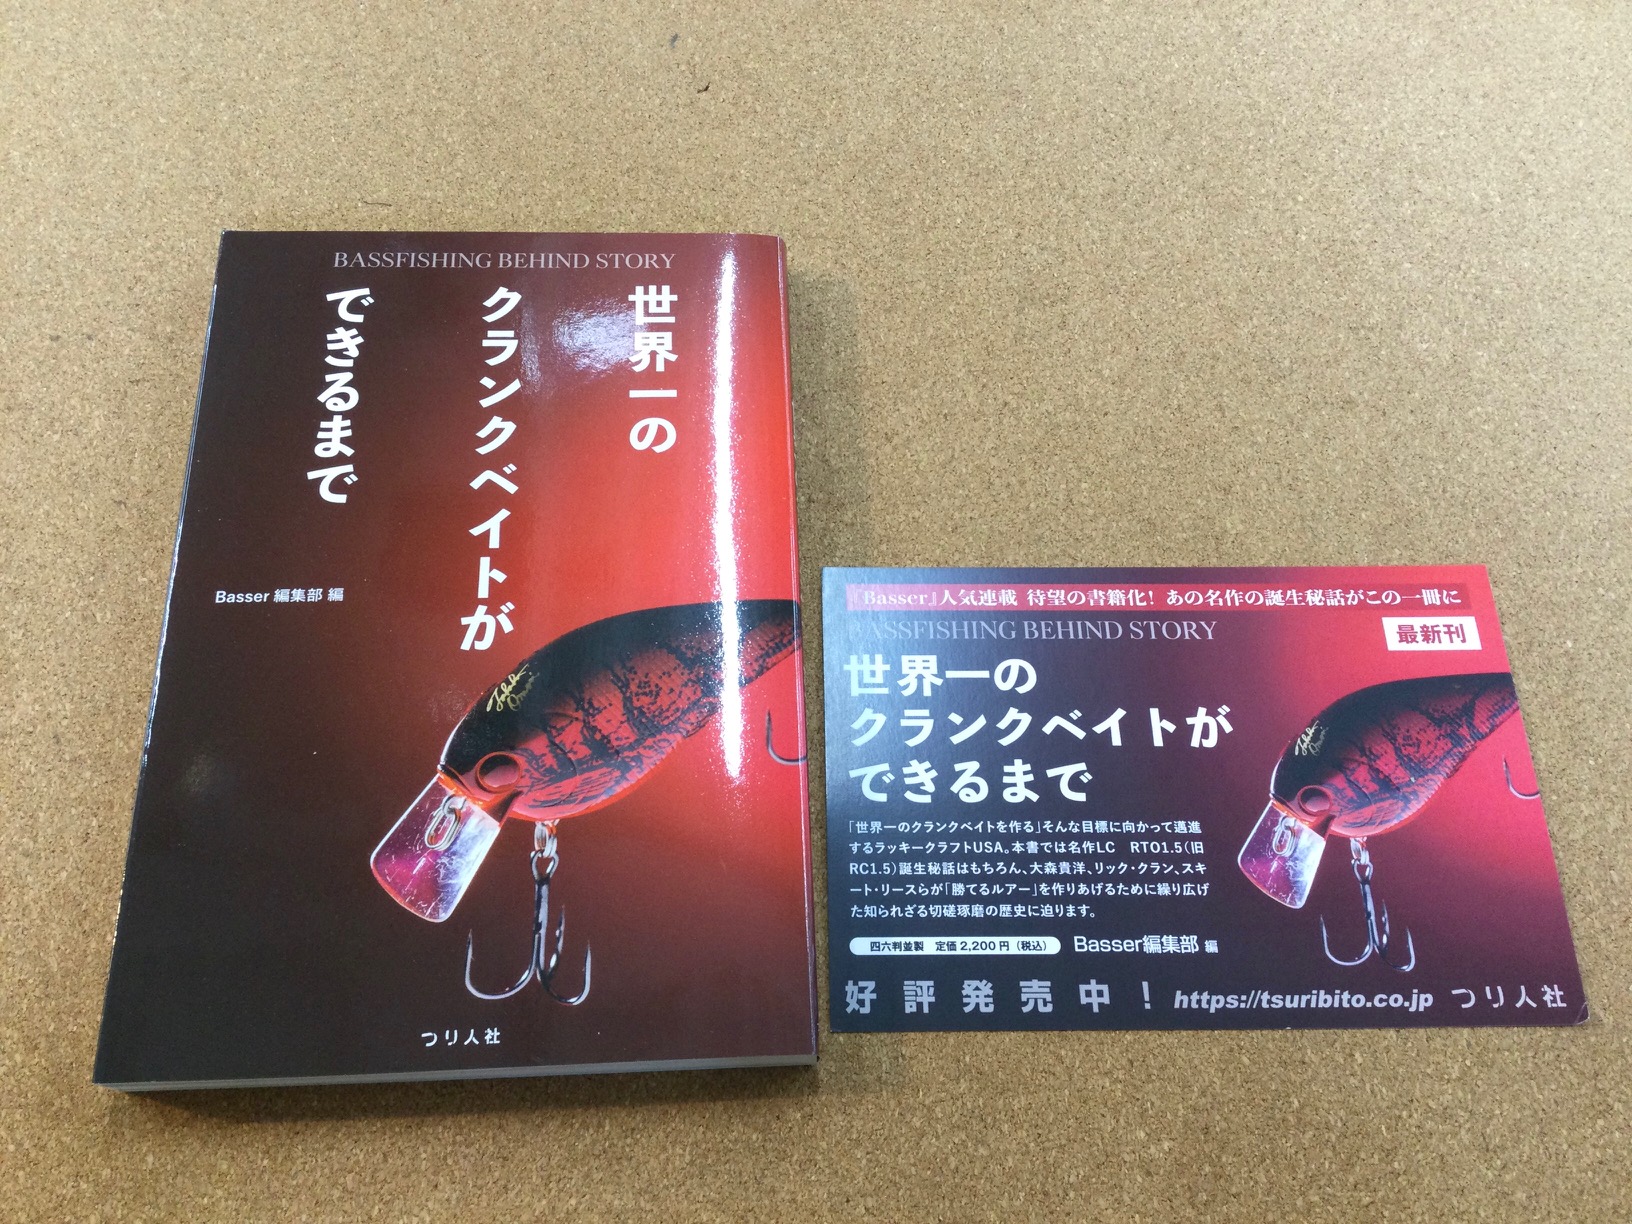 BASSFISHING BEHIND STORY
世界一の
クランクベイトが
できるまで
Basser 編集部 編
つり人社
『Basser』人気連載 待望の書籍化! あの名作の誕生秘話がこの一冊に
BASSFISHING BEHIND STORY
最新刊
世界一の
クランクベイトが
できるまで
「世界一のクランクベイトを作る」そんな目標に向かって邁進
するラッキークラフトUSA。本書では名作LC RTO1.5(旧
RC1.5)誕生秘話はもちろん、大森貴洋、リック・クラン、スキ
ート・リースらが「勝てるルアー」を作りあげるために繰り広げ
た知られざる切磋琢磨の歴史に迫ります。
四六判並製 定価2,200円(税込) Basser編集部 編
好評発売中! https://tsuribito.co.jp つり人社